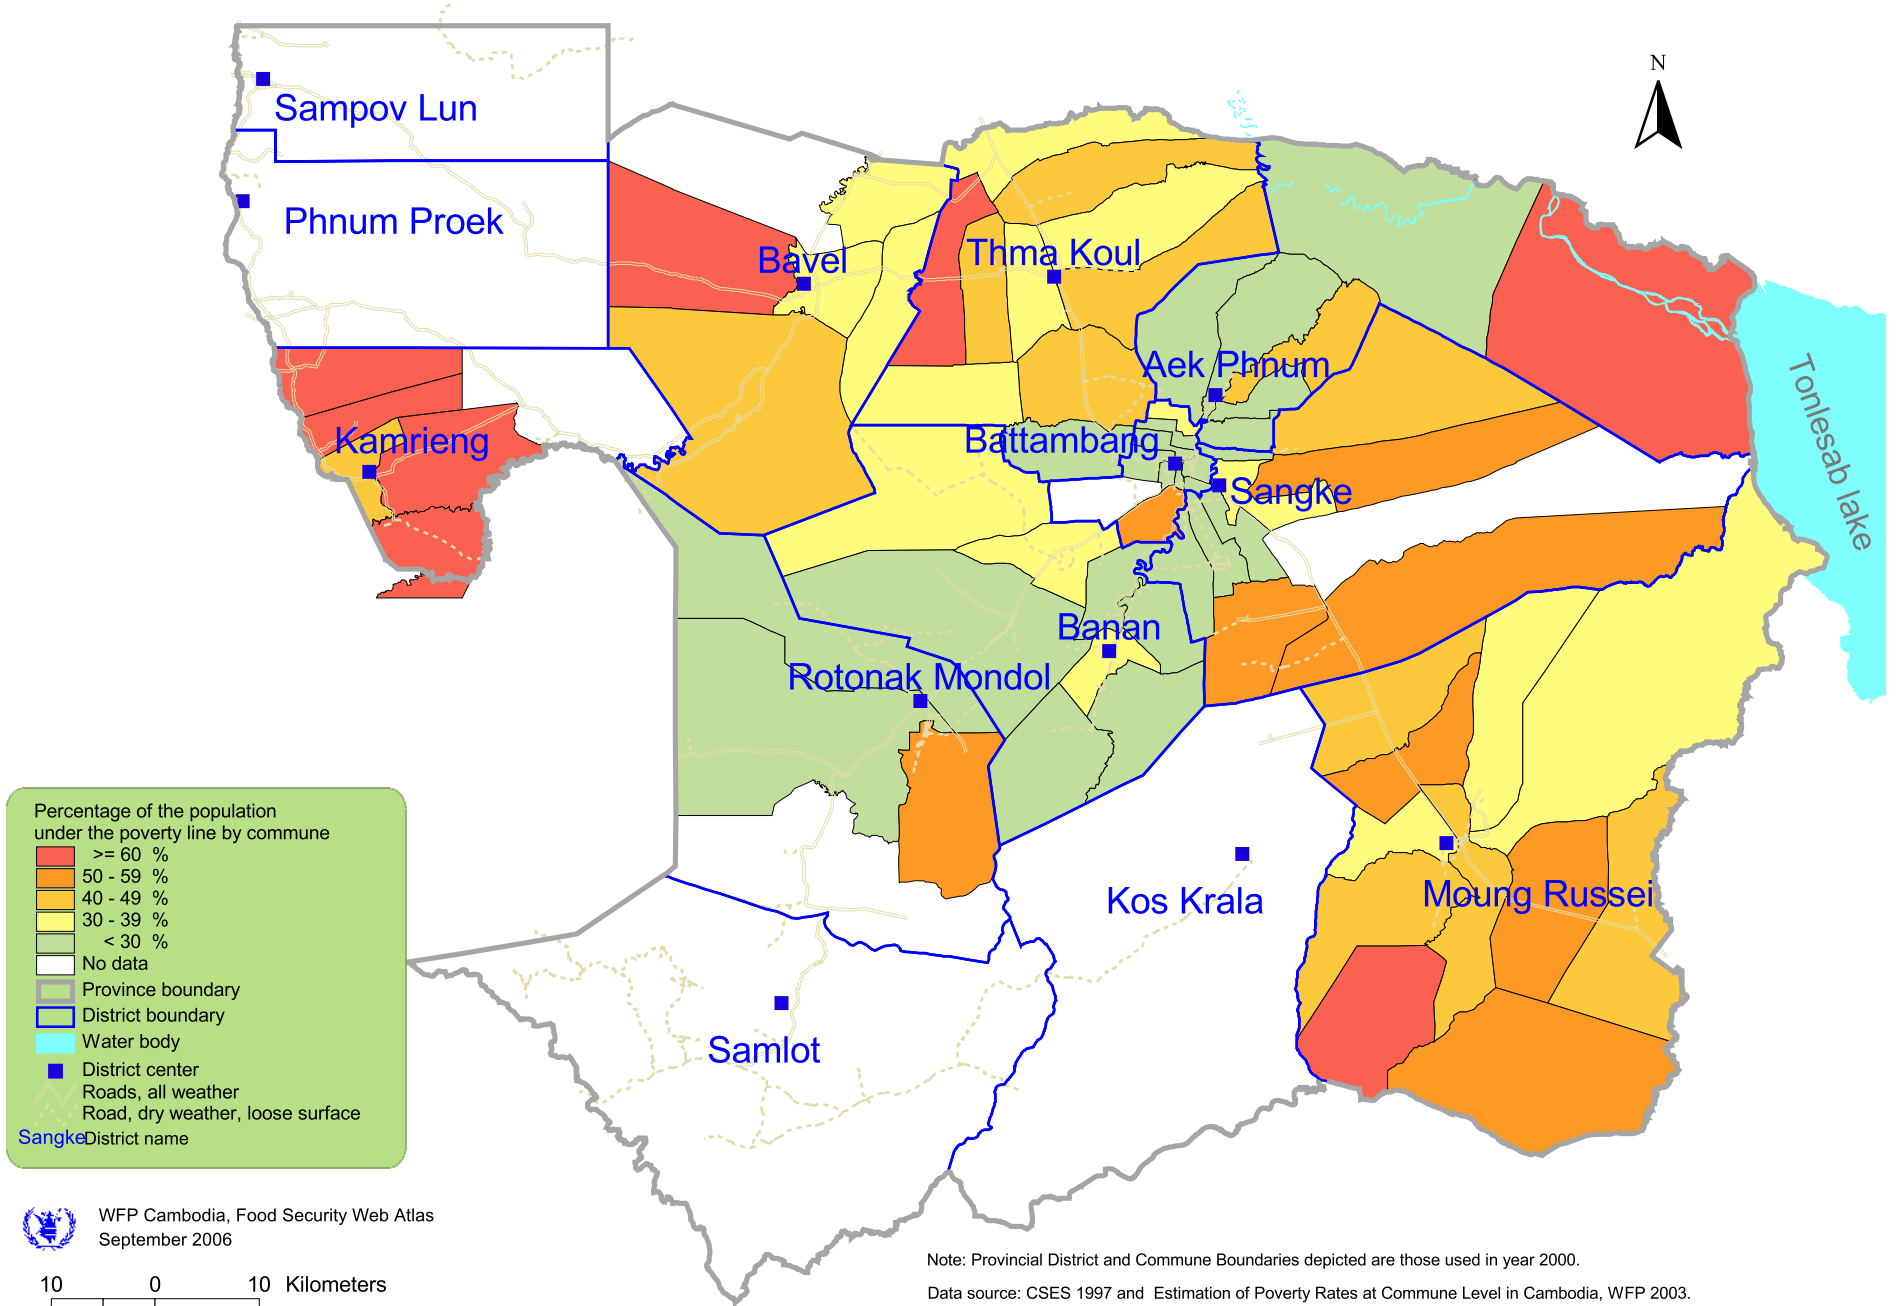 N
Sampov Lun
Phnum Proek
Bavel
Thma Koul
Aek Phnum
Tonlesab lake
Kamrieng
Battambang
Sangke
Banan
Rotonak Mondol
Kos Krala
Moung Russei
Samlot
Percentage of the population
under the poverty line by commune
>= 60 %
50 - 59 %
40 - 49 %
30 - 39 %
< 30 %
No data
Province boundary
District boundary
Water body
District center
Roads, all weather
Road, dry weather, loose surface
Sangke District name
WFP Cambodia, Food Security Web Atlas
September 2006
10 0 10 Kilometers
Note: Provincial District and Commune Boundaries depicted are those used in year 2000.
Data source: CSES 1997 and Estimation of Poverty Rates at Commune Level in Cambodia, WFP 2003.